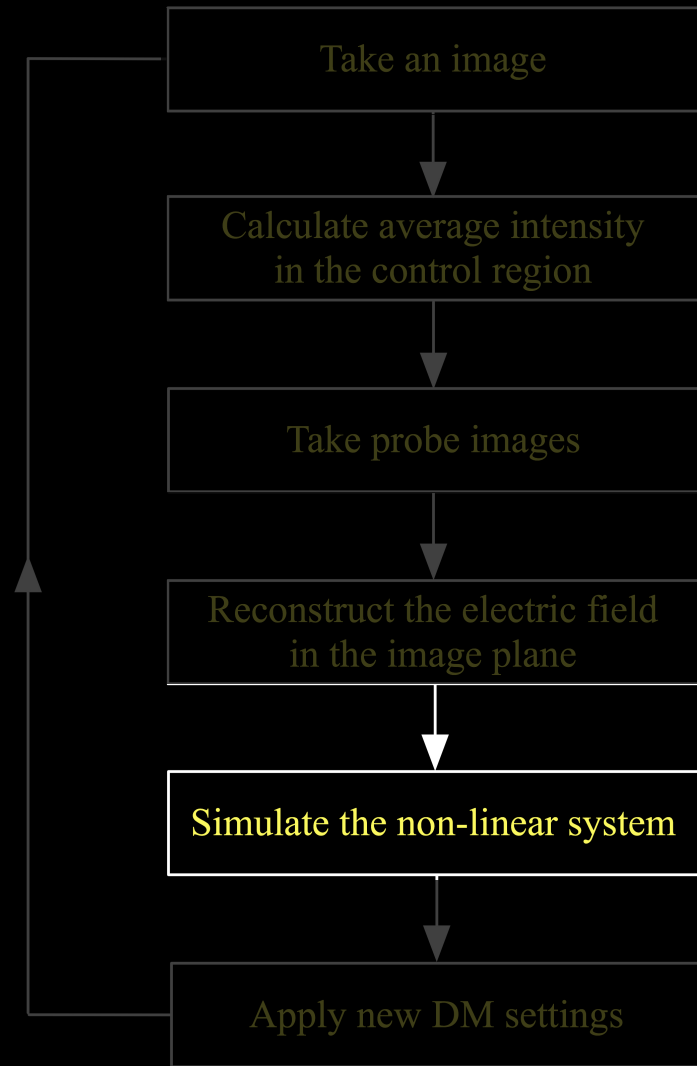 Take an image
Calculate average intensity
in the control region
Take probe images
Reconstruct the electric field
in the image plane
Simulate the non-linear system
Apply new DM settings